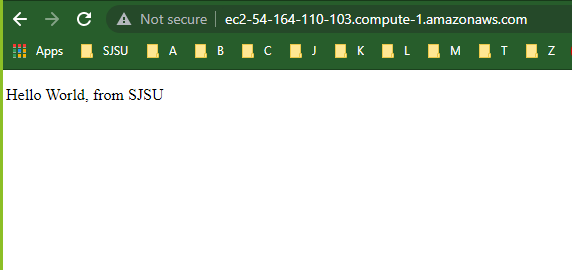 Not secure ec2-54-164-110-103.compute-1.amazonaws.com
Apps SJSU A B C J K L M T Z
Hello World, from SJSU